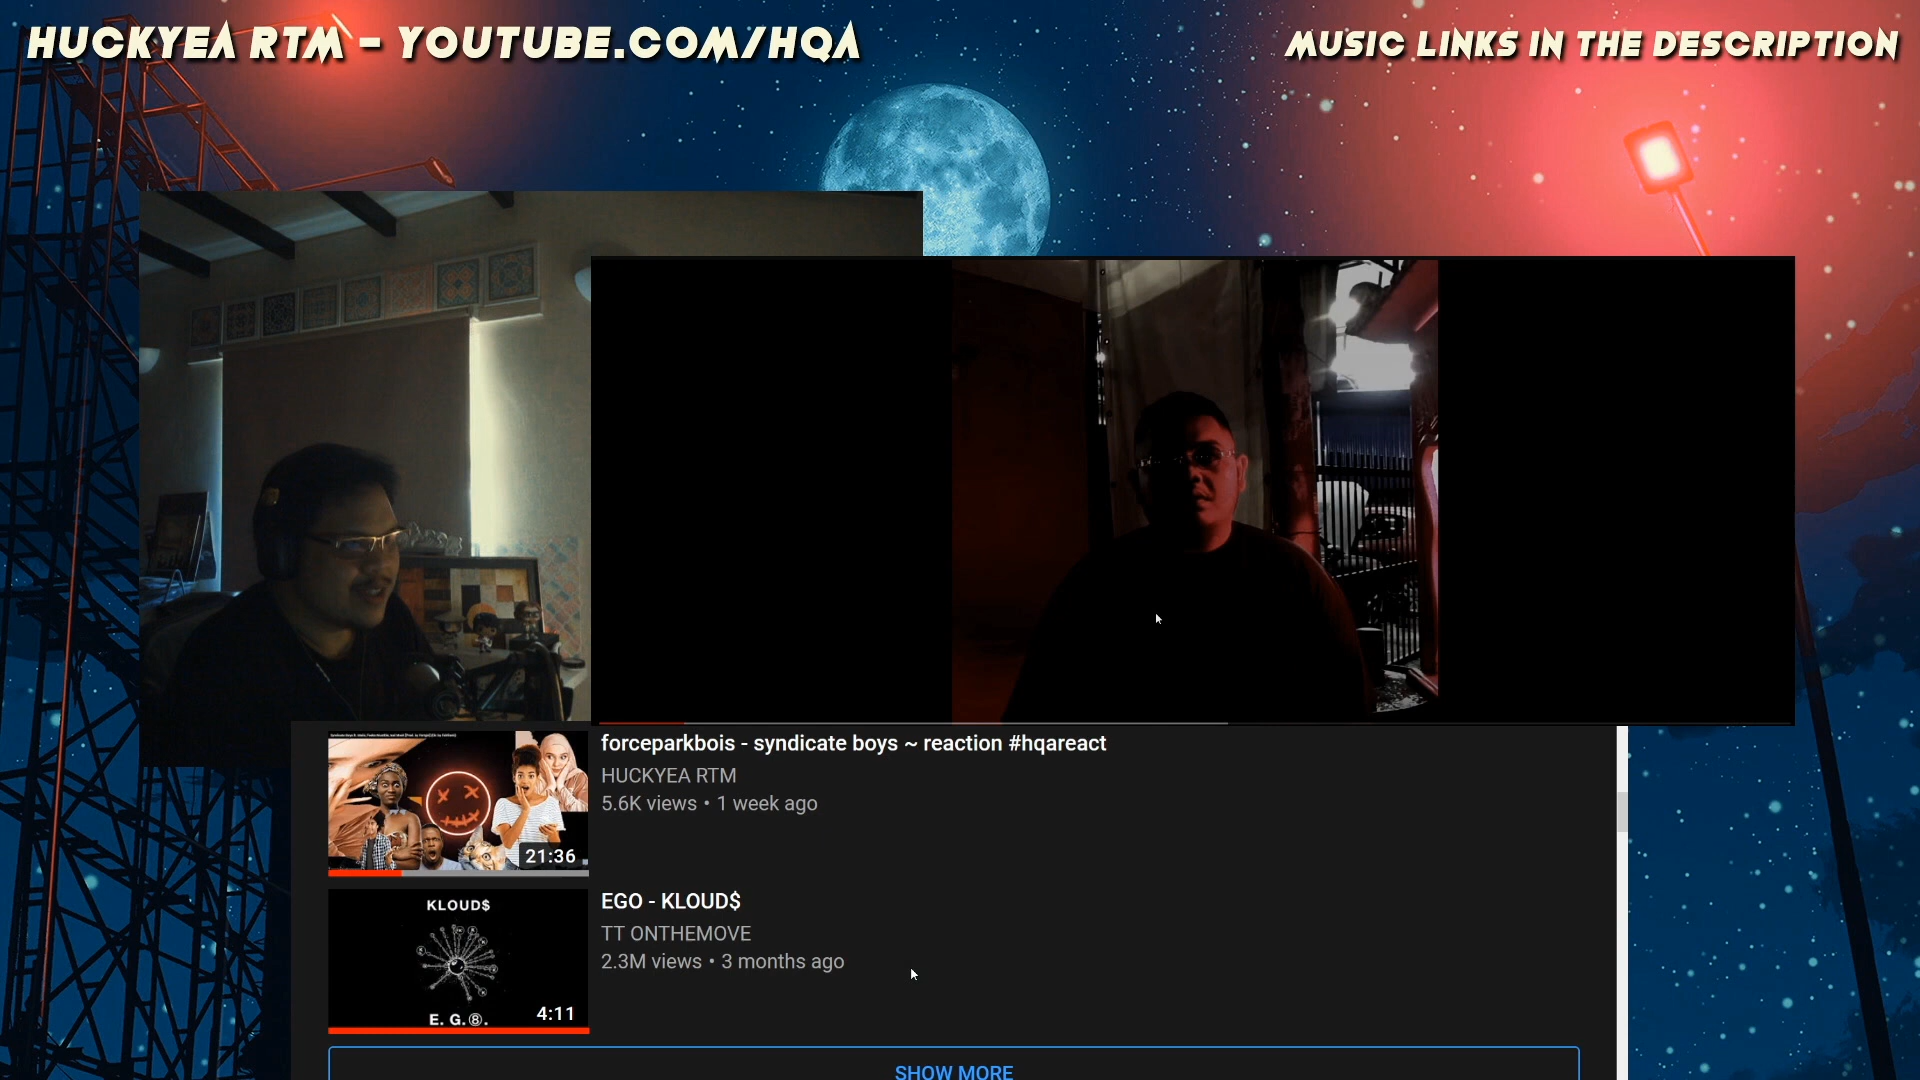 HUCKYEA RTM - YOUTUBE.COM/HQA
MUSIC LINKS IN THE DESCRIPTION
forceparkbois - syndicate boys ~ reaction #hqareact
HUCKYEA RTM
5.6K views • 1 week ago
21:36
KLOUD$
E. G.⑧.
4:11
EGO - KLOUD$
TT ONTHEMOVE
2.3M views • 3 months ago
SHOW MORE